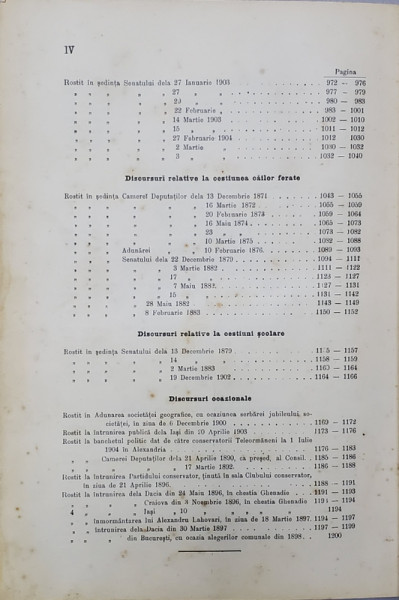 IV
Pagina
Rostit în ședința Senatului dela 27 Ianuarie 1903 . . . . . . . . . . 972 — 976
„ „ „ „ „ 27 „ „ . . . . . . . . . . 977 — 979
„ „ „ „ „ 29 „ „ . . . . . . . . . . 980 — 983
„ „ „ „ „ 22 Februarie „ . . . . . . . . . . 983 — 1001
„ „ „ „ „ 14 Martie 1903 . . . . . . . . . . 1002 — 1010
„ „ „ „ „ 15 „ „ . . . . . . . . . . 1011 — 1012
„ „ „ „ „ 27 Februarie 1904 . . . . . . . . . . 1012 — 1030
„ „ „ „ „ 2 Martie „ . . . . . . . . . . 1030 — 1032
„ „ „ „ „ 3 „ „ . . . . . . . . . . 1032 — 1040
Discursuri relative la cestiunea căilor ferate
Rostit în ședința Camerei Deputaților dela 13 Decembrie 1871 . . . . . . 1043 — 1055
„ „ „ „ „ „ 16 Martie 1872 . . . . . . 1055 — 1059
„ „ „ „ „ „ 20 Februarie 1873 . . . . . . 1059 — 1064
„ „ „ „ „ „ 16 Maiu 1874 . . . . . . 1065 — 1073
„ „ „ „ „ „ 23 „ „ . . . . . . 1073 — 1082
„ „ „ „ „ „ 10 Martie 1875 . . . . . . 1082 — 1088
„ „ „ Adunărei „ „ 10 Februarie 1876 . . . . . . 1089 — 1093
„ „ „ Senatului dela 22 Decembrie 1879 . . . . . . 1094 — 1111
„ „ „ „ „ 3 Martie 1882 . . . . . . 1111 — 1122
„ „ „ „ „ 17 „ „ . . . . . . 1123 — 1127
„ „ „ „ „ 7 Maiu 1882 . . . . . . 1127 — 1131
„ „ „ „ „ 15 „ „ . . . . . . 1131 — 1142
„ „ „ „ 28 Maiu 1882 . . . . . . 1143 — 1149
„ „ „ „ 8 Februarie 1883 . . . . . . 1150 — 1152
Discursuri relative la cestiuni școlare
Rostit în ședința Senatului dela 13 Decembrie 1879 . . . . . . — 1157
„ „ „ „ „ 14 „ „ . . . . . . 1158 — 1159
„ „ „ „ „ 2 Martie 1883 . . . . . . 1160 — 1164
„ „ „ „ „ 19 Decembrie 1902 . . . . . . 1164 — 1166
Discursuri ocazionale
Rostit în Adunarea societăței geografice, cu ocaziunea serbărei jubileului, so-
cietăței, în ziua de 6 Decembre 1900 . . . . . . 1169 — 1172
Rostit la întrunirea publică dela Iași din 10 Aprilie 1903 . . . . . . 1173 — 1176
Rostit la banchetul politic dat de către conservatorii Teleormăneni la 1 Iulie
1904 în Alexandria . . . . . . 1176 — 1183
„ „ Camerei Deputaților dela 21 Aprilie 1890, ca președ. al Consil. . 1185 — 1186
„ „ „ „ „ 17 Martie 1892 . . . . . . 1186 — 1188
Rostit la întrunirea Partidului conservator, ținută în sala Clubului conservator,
în ziua de 21 Aprilie 1896 . . . . . . 1188 — 1191
Rostit la întrunirea dela Dacia din 24 Maiu 1896, în chestia Ghenadie . . . 1191 — 1193
„ „ „ „ Craiova din 3 Noembrie 1896, în chestia Ghenadie 1194 — 1194
4 „ „ „ Iași „ 10 „ „ „ „ 1194
„ „ înmormântarea lui Alexandru Lahovari, în ziua de 18 Martie 1897. 1194 — 1197
„ „ întrunirea dela Dacia din 30 Martie 1897 . . . . . . 1197 — 1199
„ „ „ din București, cu ocazia alegerilor comunale din 1898 . . 1200